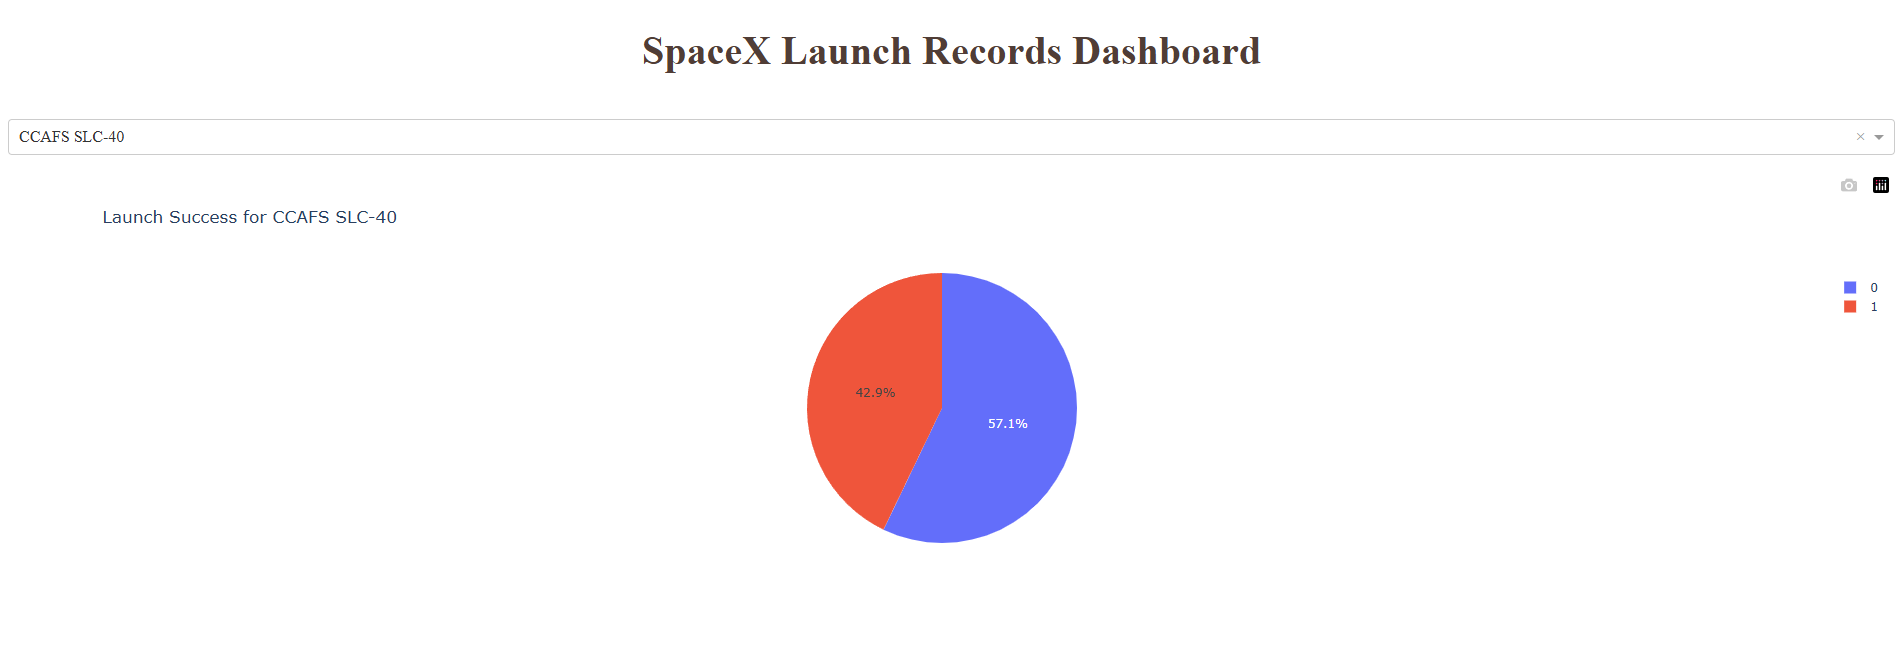 SpaceX Launch Records Dashboard
CCAFS SLC-40
Launch Success for CCAFS SLC-40
0
1
42.9%
57.1%